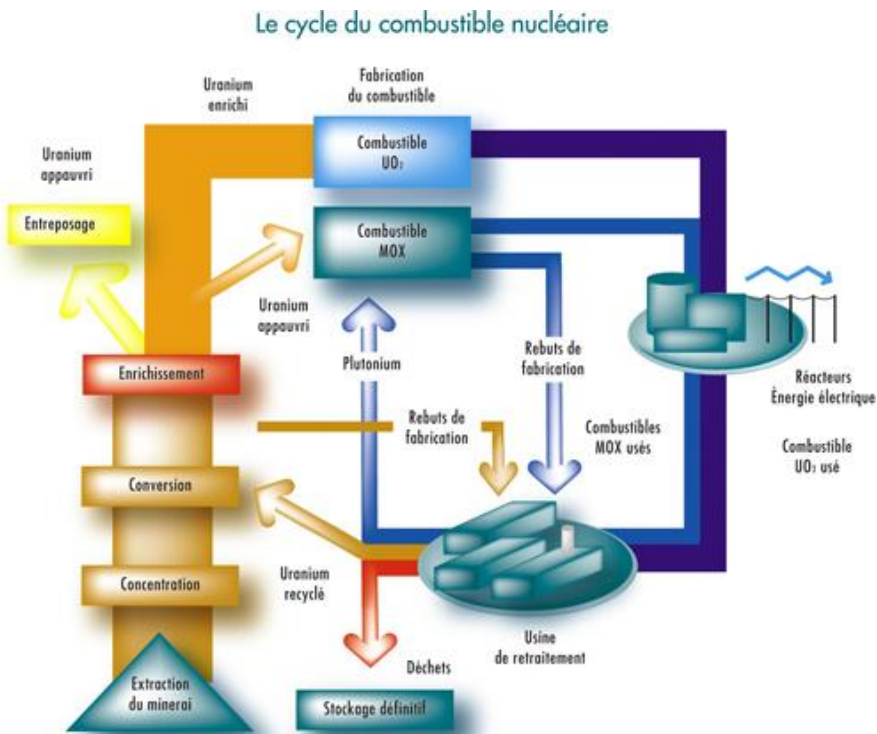 Le cycle du combustible nucléaire
Uranium
enrichi
Fabrication
du combustible
Uranium
appauvri
Combustible
UO₂
Entreposage
Combustible
MOX
Uranium
appauvri
Enrichissement
Plutonium
Rebuts de
fabrication
Réacteurs
Énergie électrique
Rebuts de
fabrication
Combustibles
MOX usés
Combustible
UO₂ usé
Conversion
Concentration
Uranium
recyclé
Usine
de retraitement
Extraction
du minerai
Déchets
Stockage définitif